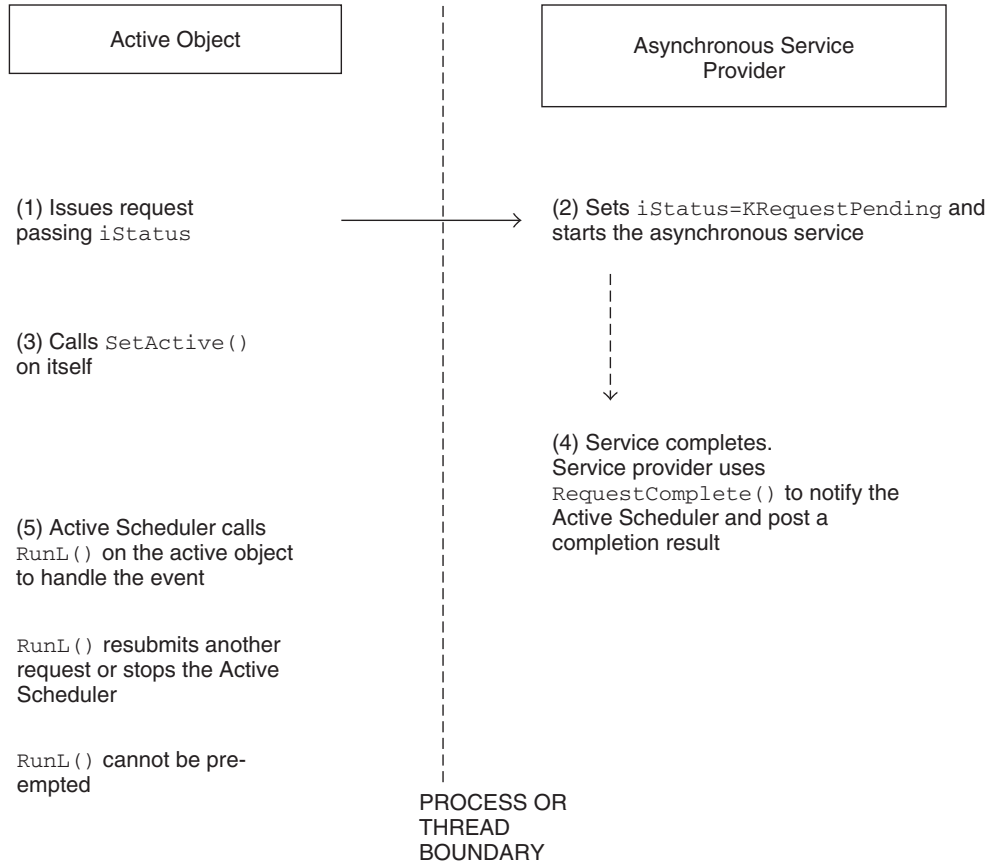 Active Object
Asynchronous Service
Provider
(1) Issues request
passing iStatus
(2) Sets iStatus=KRequestPending and
starts the asynchronous service
(3) Calls SetActive()
on itself
(4) Service completes.
Service provider uses
RequestComplete() to notify the
Active Scheduler and post a
completion result
(5) Active Scheduler calls
RunL() on the active object
to handle the event
RunL() resubmits another
request or stops the Active
Scheduler
RunL() cannot be pre-
empted
PROCESS OR
THREAD
BOUNDARY